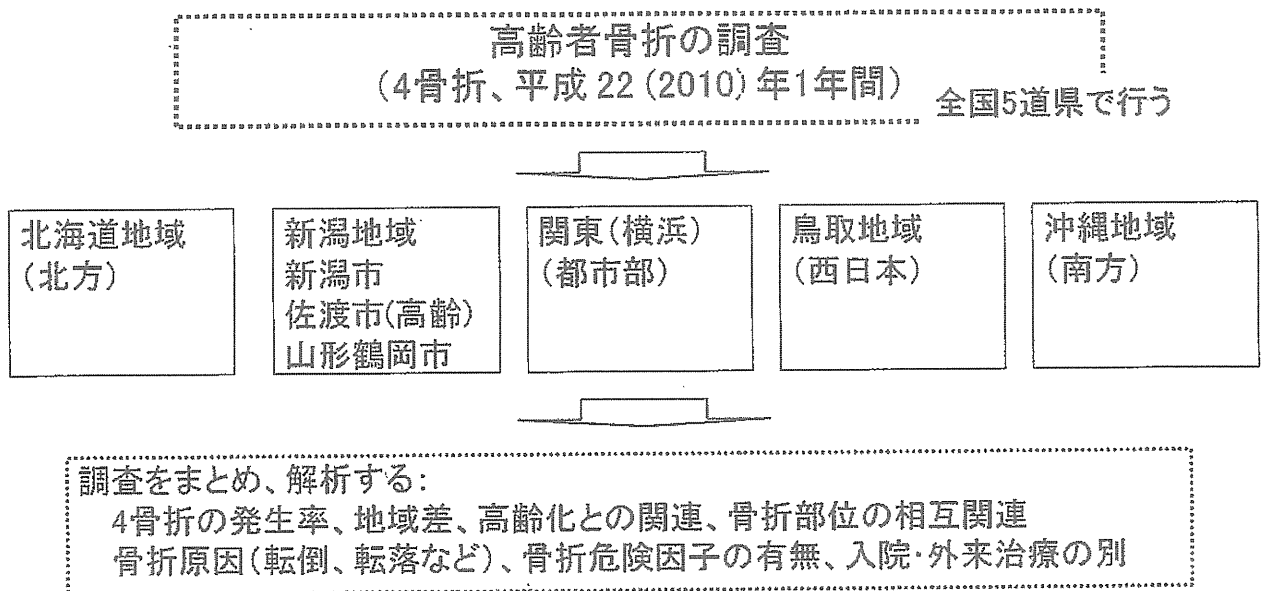 高齢者骨折の調査
(4骨折、平成22(2010)年1年間)
全国5道県で行う
北海道地域
(北方)
新潟地域
新潟市
佐渡市(高齢)
山形鶴岡市
関東(横浜)
(都市部)
鳥取地域
(西日本)
沖縄地域
(南方)
調査をまとめ、解析する:
4骨折の発生率、地域差、高齢化との関連、骨折部位の相互関連
骨折原因(転倒、転落など)、骨折危険因子の有無、入院・外来治療の別